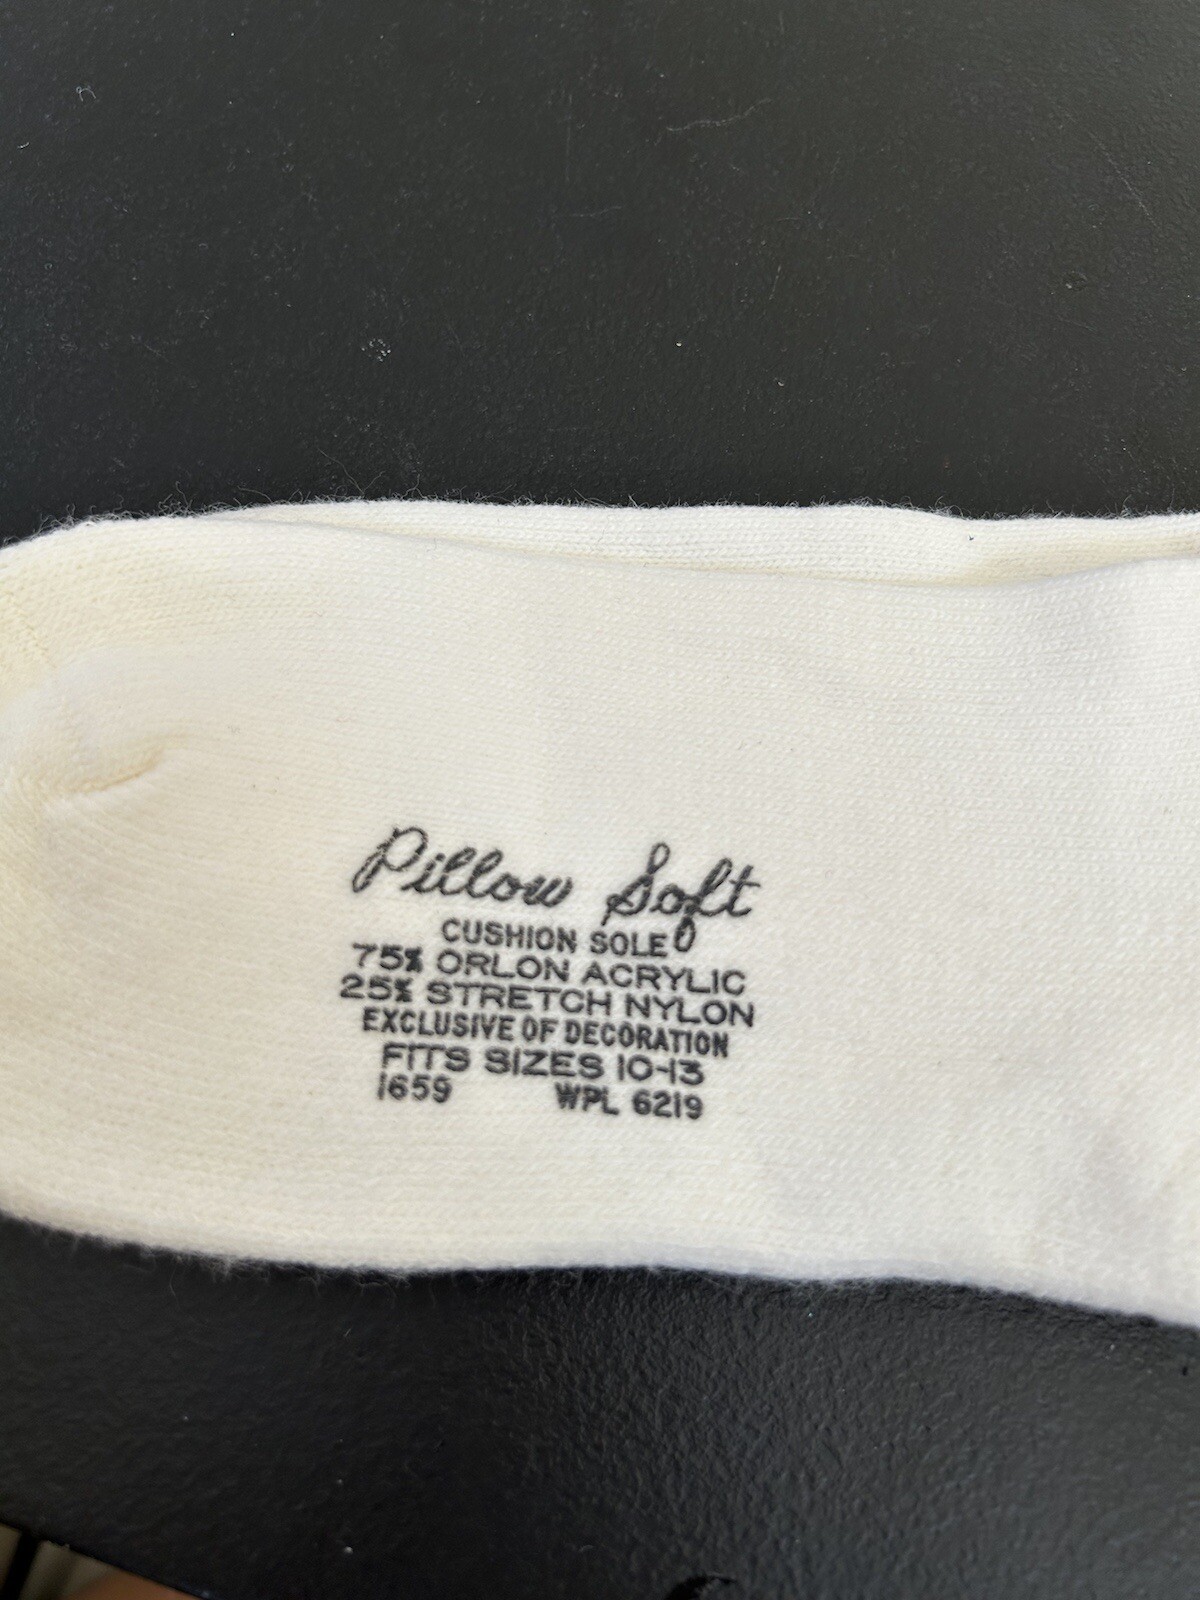 Pillow Soft
CUSHION SOLE
75% ORLON ACRYLIC
25% STRETCH NYLON
EXCLUSIVE OF DECORATION
FITS SIZES 10-13
1659 WPL 6219